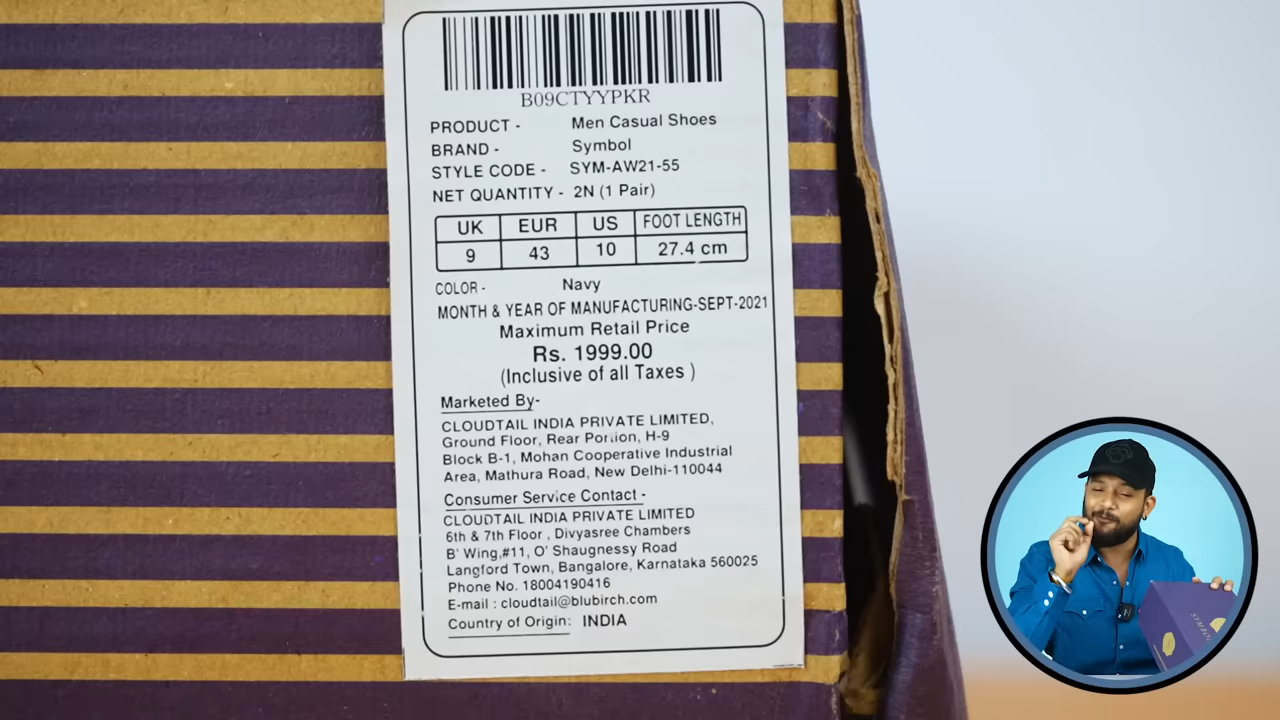 B09CTYYPKR
PRODUCT - Men Casual Shoes
BRAND - Symbol
STYLE CODE - SYM-AW21-55
NET QUANTITY - 2N (1 Pair)
UK EUR US FOOT LENGTH
9 43 10 27.4 cm
COLOR - Navy
MONTH & YEAR OF MANUFACTURING-SEPT-2021
Maximum Retail Price
Rs. 1999.00
(Inclusive of all Taxes )
Marketed By-
CLOUDTAIL INDIA PRIVATE LIMITED,
Ground Floor, Rear Portion, H-9
Block B-1, Mohan Cooperative Industrial
Area, Mathura Road, New Delhi-110044
Consumer Service Contact -
CLOUDTAIL INDIA PRIVATE LIMITED
6th & 7th Floor , Divyasree Chambers
B' Wing,#11, O' Shaugnessy Road
Langford Town, Bangalore, Karnataka 560025
Phone No. 18004190416
E-mail : cloudtail@blubirch.com
Country of Origin: INDIA
SYMBOL